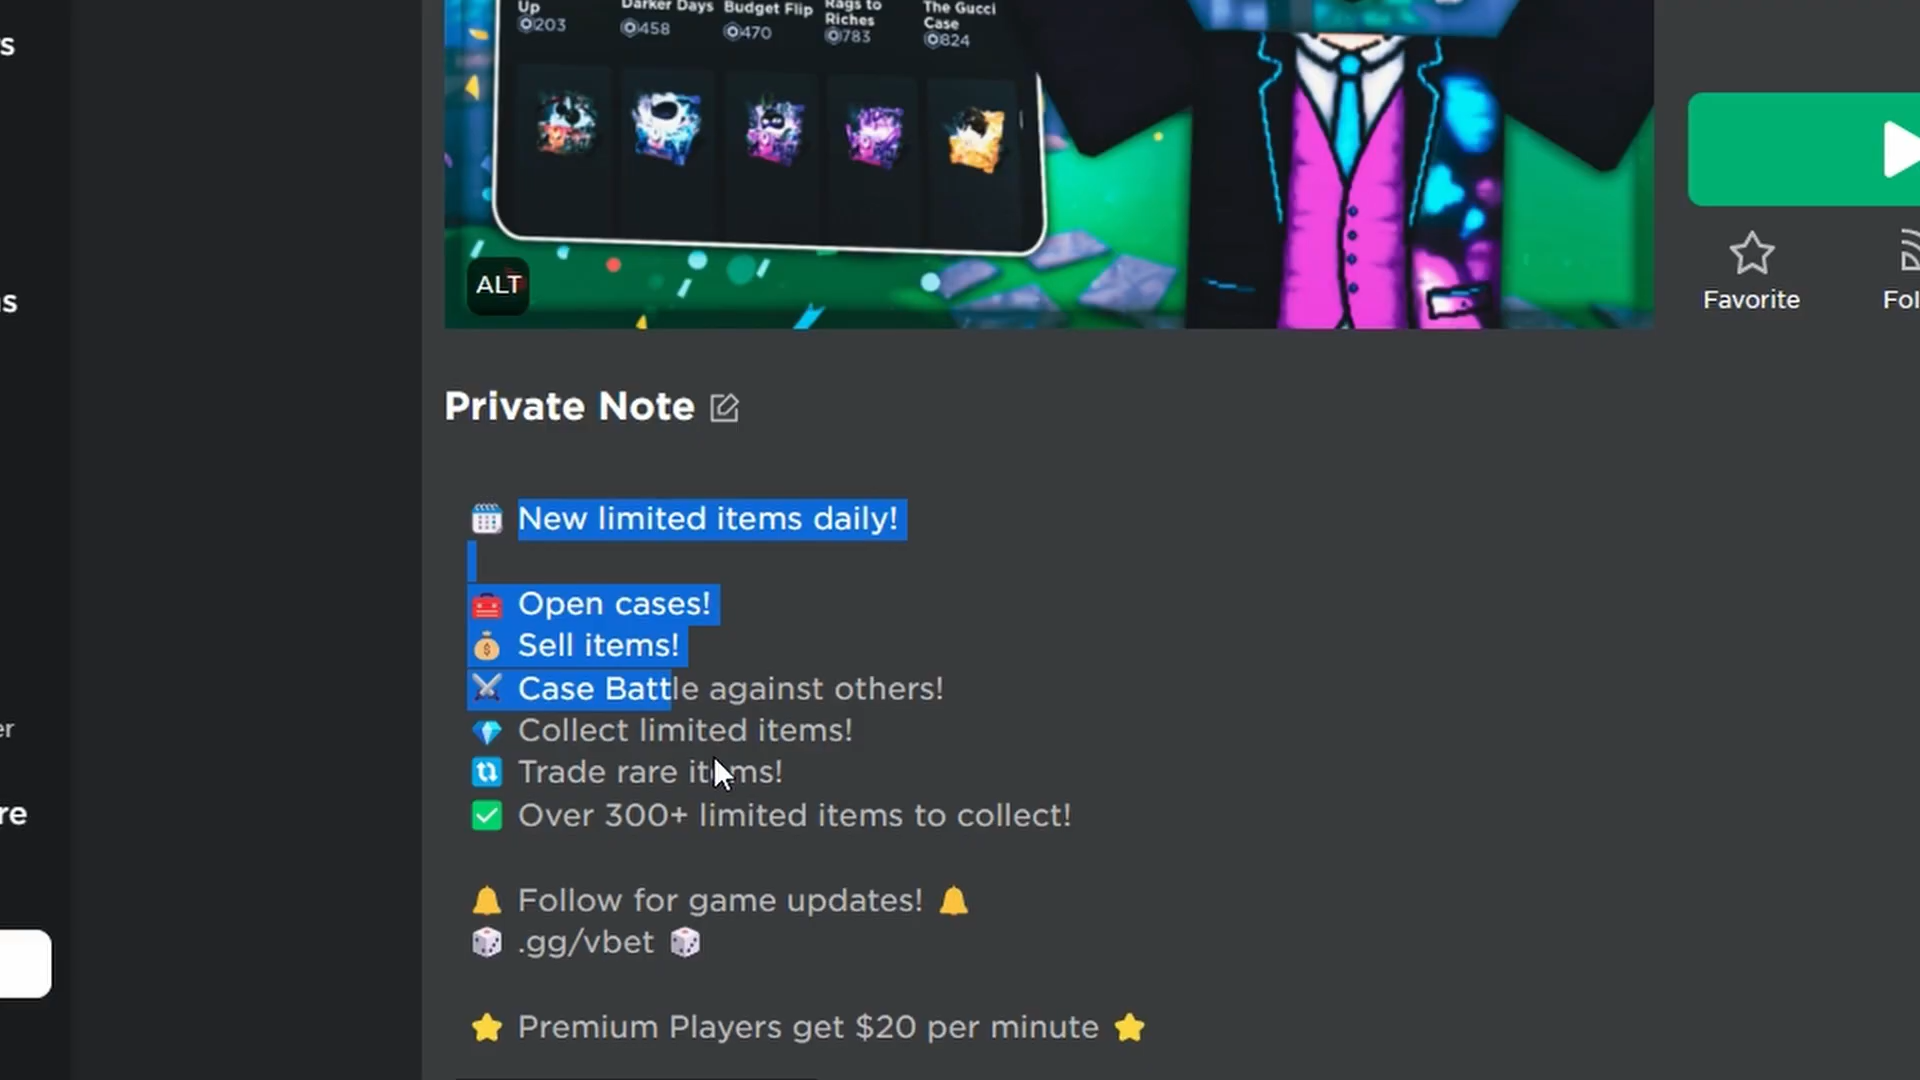 Up
Darker Days
Budget Flip
Rags to
Riches
The Gucci
Case
203
458
470
783
824
s
ALT
Favorite
Fol
s
Private Note
New limited items daily!
Open cases!
Sell items!
Case Battle against others!
Collect limited items!
er
Trade rare items!
re
Over 300+ limited items to collect!
Follow for game updates!
.gg/vbet
Premium Players get $20 per minute